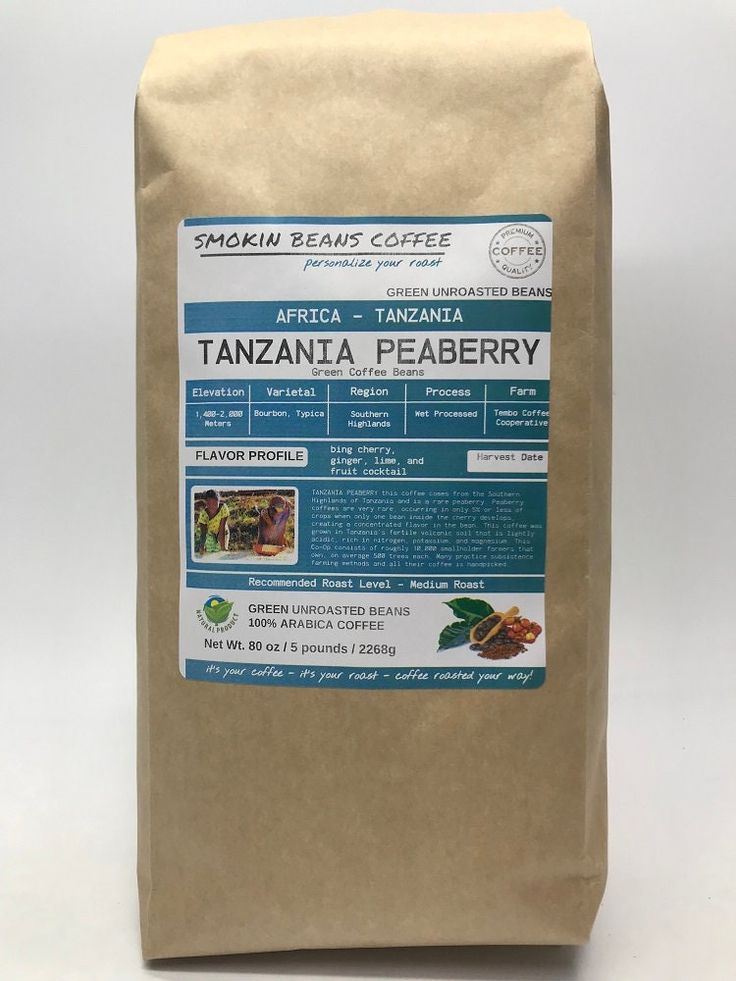 SMOKIN BEANS COFFEE
personalize your roast
PREMIUM
COFFEE
QUALITY
GREEN UNROASTED BEANS
AFRICA – TANZANIA
TANZANIA PEABERRY
Green Coffee Beans
Elevation Varietal Region Process Farm
1,400-2,000 Bourbon, Typica Southern Wet Processed Tembo Coffee
Meters Highlands Cooperative
FLAVOR PROFILE
bing cherry,
ginger, lime, and
fruit cocktail
Harvest Date
TANZANIA PEABERRY this coffee comes from the Southern
Highlands of Tanzania and is a rare peaberry. Peaberry
coffees are very rare, occurring in only 5% or less of
crops when only one bean inside the cherry develops,
creating a concentrated flavor in the bean. This coffee was
grown in Tanzania's fertile volcanic soil that is lightly
acidic, rich in nitrogen, potassium, and magnesium. This
Co-Op consists of roughly 10,000 smallholder farmers that
own, on average 500 trees each. Many practice subsistence
farming methods and all their coffee is handpicked.
Recommended Roast Level – Medium Roast
NATURAL PRODUCT
GREEN UNROASTED BEANS
100% ARABICA COFFEE
Net Wt. 80 oz / 5 pounds / 2268g
it's your coffee – it's your roast – coffee roasted your way!